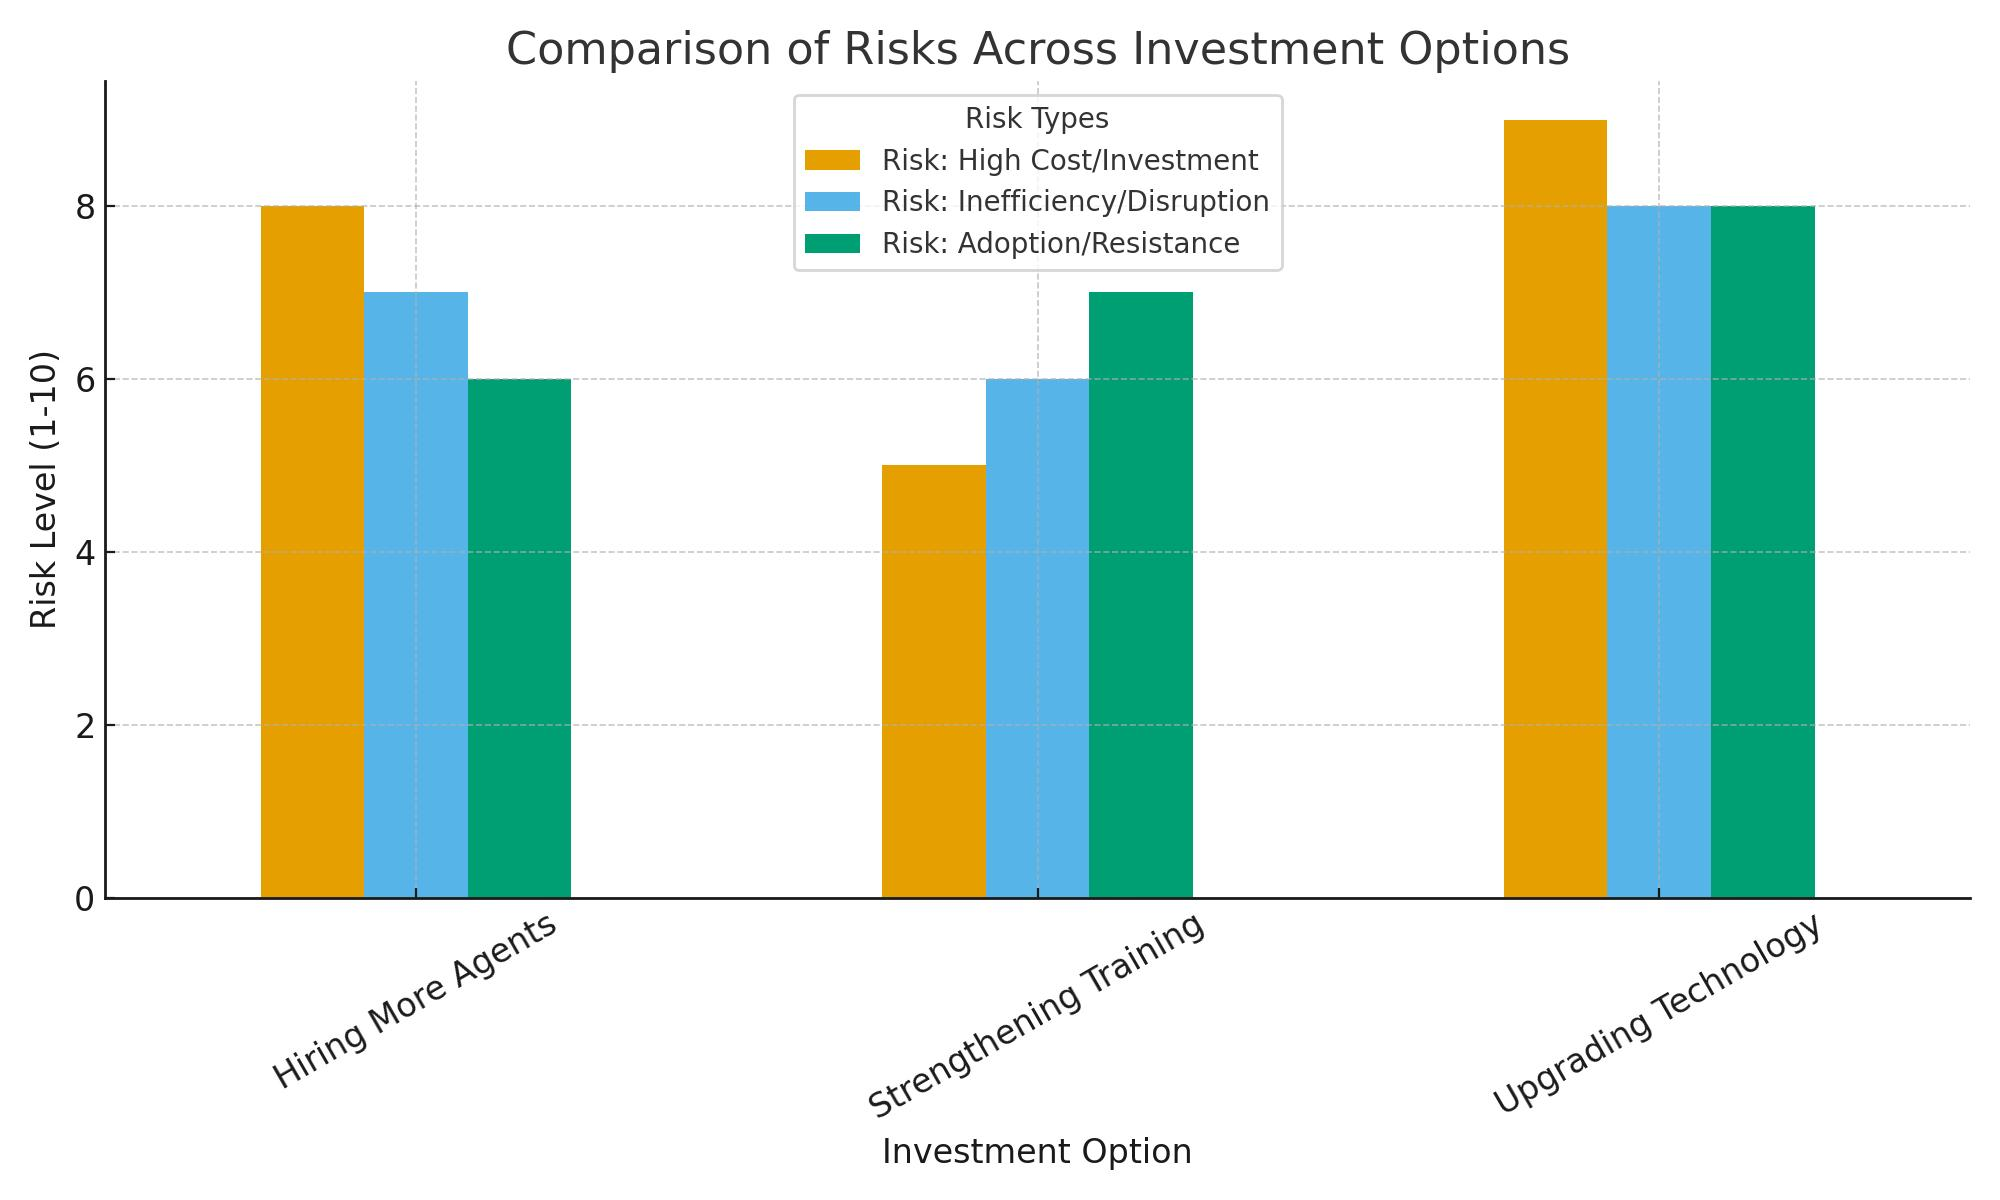 Comparison of Risks Across Investment Options
Risk Types
Risk: High Cost/Investment
Risk: Inefficiency/Disruption
Risk: Adoption/Resistance
Risk Level (1-10)
8
6
4
2
0
Hiring More Agents
Strengthening Training
Upgrading Technology
Investment Option